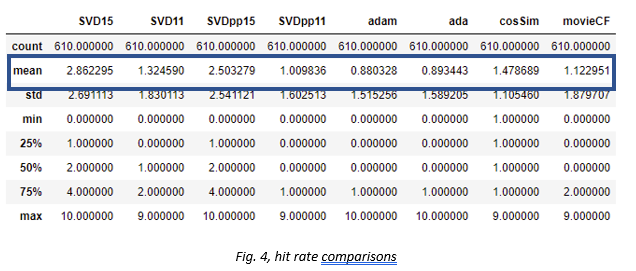 SVD15 SVD11 SVDpp15 SVDpp11 adam ada cosSim movieCF
count 610.000000 610.000000 610.000000 610.000000 610.000000 610.000000 610.000000 610.000000
mean 2.862295 1.324590 2.503279 1.009836 0.880328 0.893443 1.478689 1.122951
std 2.691113 1.830113 2.541121 1.602513 1.515256 1.589205 1.105460 1.879707
min 0.000000 0.000000 0.000000 0.000000 0.000000 0.000000 1.000000 0.000000
25% 1.000000 0.000000 1.000000 0.000000 0.000000 0.000000 1.000000 0.000000
50% 2.000000 1.000000 2.000000 0.000000 0.000000 0.000000 1.000000 0.000000
75% 4.000000 2.000000 4.000000 1.000000 1.000000 1.000000 1.000000 2.000000
max 10.000000 9.000000 10.000000 9.000000 10.000000 10.000000 9.000000 9.000000
Fig. 4, hit rate comparisons